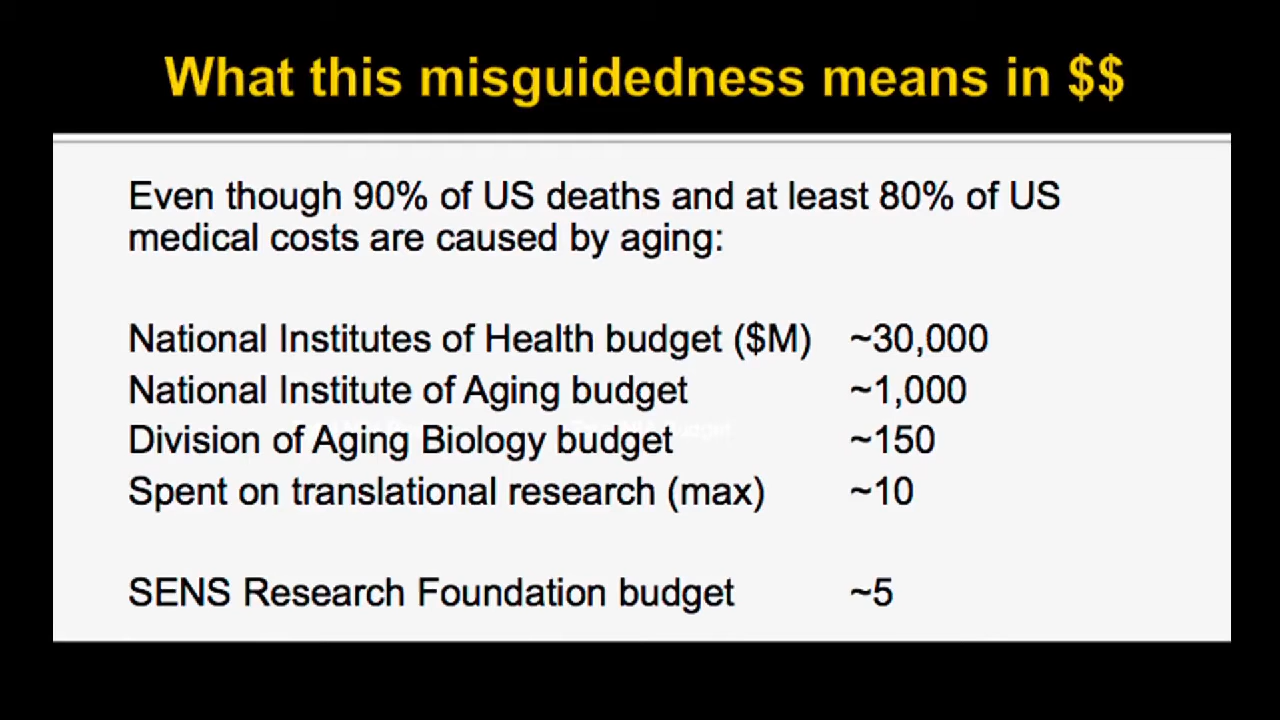 What this misguidedness means in $$
Even though 90% of US deaths and at least 80% of US
medical costs are caused by aging:
National Institutes of Health budget ($M) ~30,000
National Institute of Aging budget ~1,000
Division of Aging Biology budget ~150
Spent on translational research (max) ~10
SENS Research Foundation budget ~5